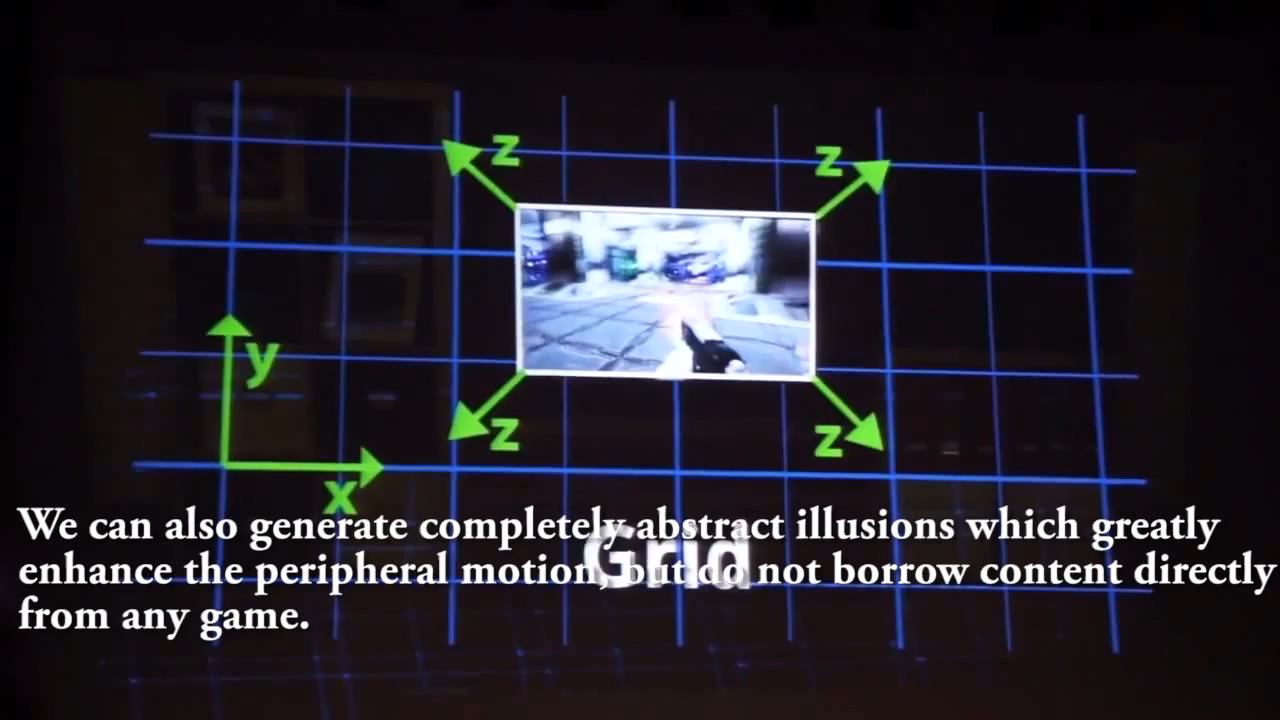 z z
y
z z
x
Grid
We can also generate completely abstract illusions which greatly
enhance the peripheral motion, but do not borrow content directly
from any game.